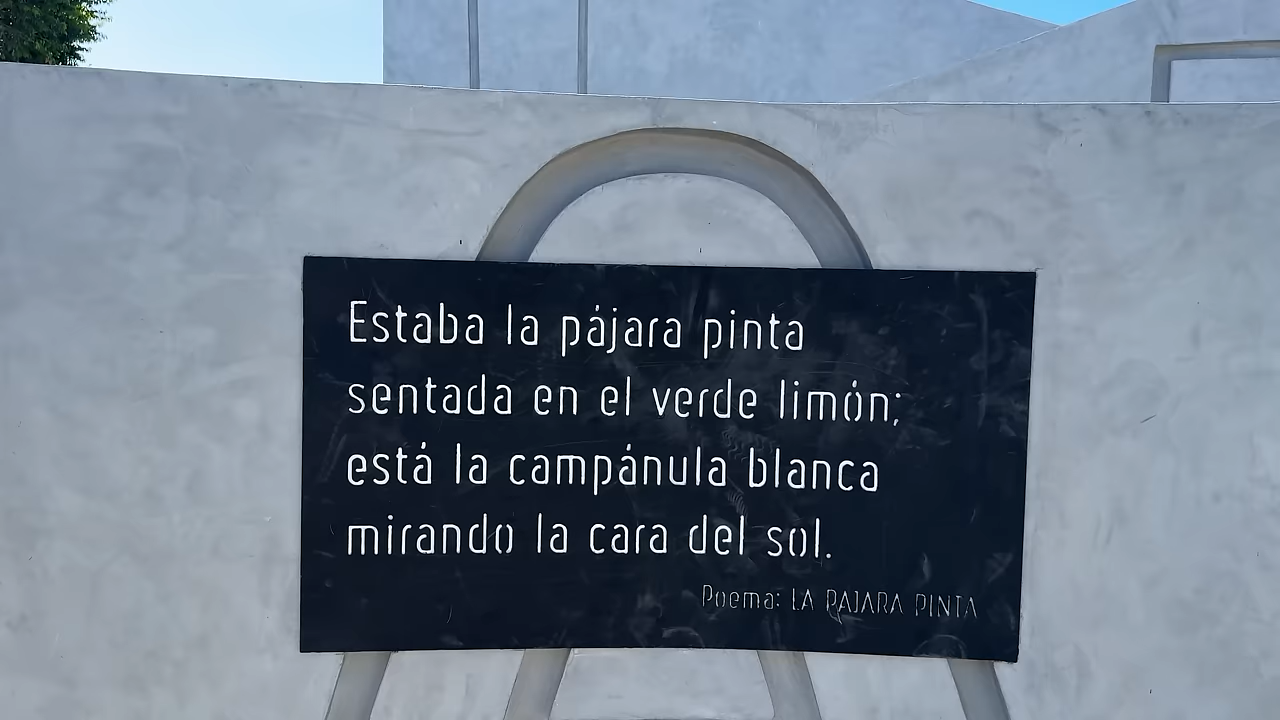 Estaba la pájara pinta
sentada en el verde limón;
está la campánula blanca
mirando la cara del sol.
Poema: LA PAJARA PINTA